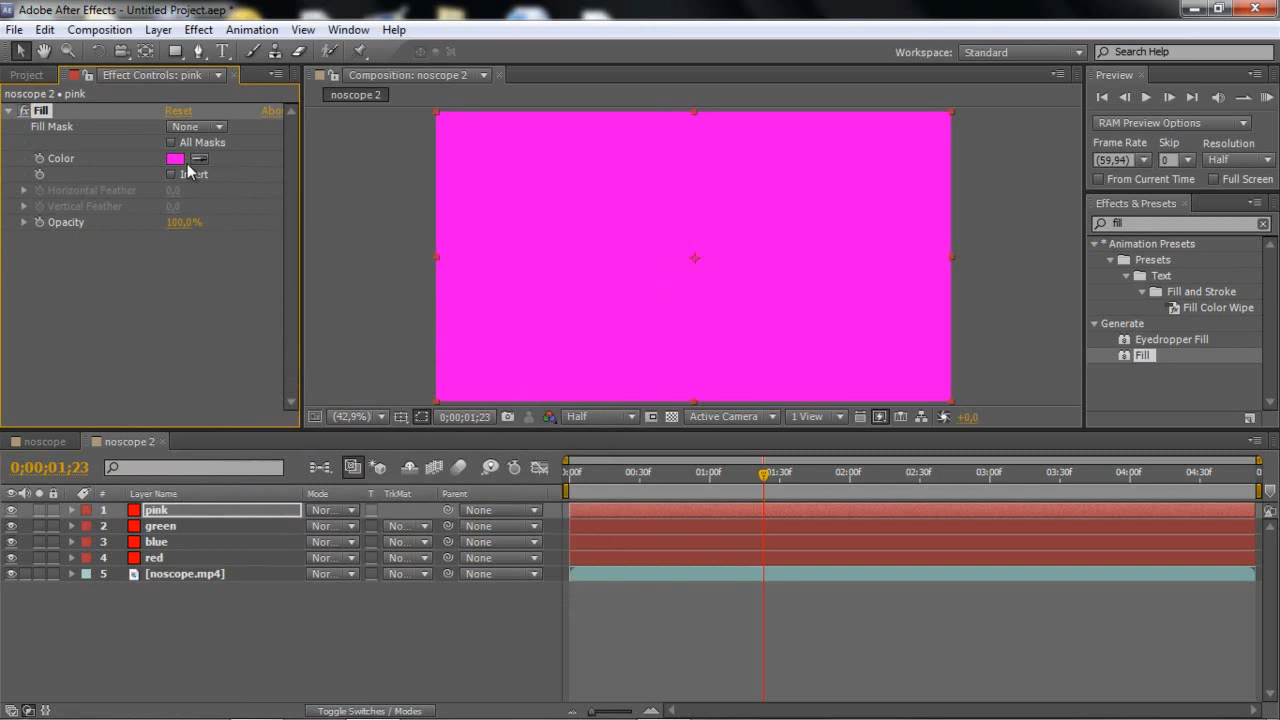 Adobe After Effects - Untitled Project.aep *
File Edit Composition Layer Effect Animation View Window Help
Workspace: Standard Search Help
Project Effect Controls: pink Composition: noscope 2 Preview
noscope 2 • pink
noscope 2
Fill Reset Abo
Fill Mask None
All Masks
Color
Invert
Horizontal Feather 0,0
Vertical Feather 0,0
Opacity 100,0%
RAM Preview Options
Frame Rate Skip Resolution
(59,94) 0 Half
From Current Time Full Screen
Effects & Presets
fill
* Animation Presets
Presets
Text
Fill and Stroke
Fill Color Wipe
Generate
Eyedropper Fill
Fill
(42,9%) 0;00;01;23 Half Active Camera 1 View +0,0
noscope noscope 2
0;00;01;23
0:00f 00:30f 01:00f 01:30f 02:00f 02:30f 03:00f 03:30f 04:00f 04:30f 0
# Layer Name Mode T TrkMat Parent
1 pink Nor... None
2 green Nor... No... None
3 blue Nor... No... None
4 red Nor... No... None
5 [noscope.mp4] Nor... No... None
Toggle Switches / Modes